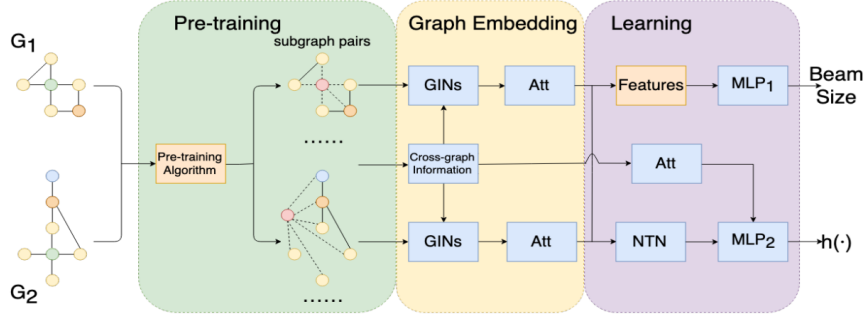 Pre-training
Graph Embedding
Learning
G1
subgraph pairs
GINs
Att
Features
MLP1
Beam
Size
......
Pre-training
Algorithm
Cross-graph
Information
Att
GINs
Att
NTN
MLP2
h(·)
G2
......